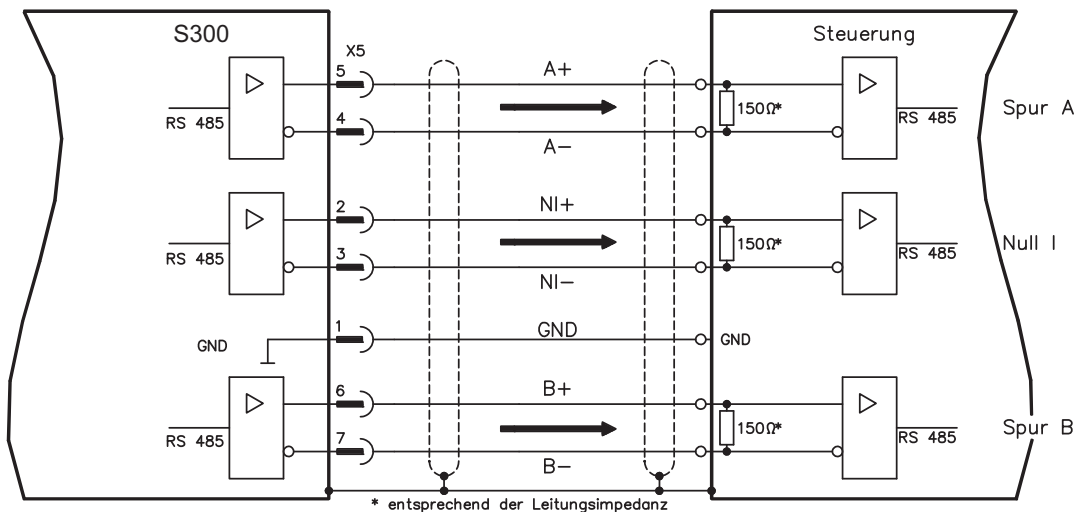 S300
Steuerung
X5
5
A+
RS 485
150Ω*
RS 485
Spur A
4
A−
2
NI+
RS 485
150Ω*
RS 485
Null I
3
NI−
1
GND
GND
GND
6
B+
RS 485
150Ω*
RS 485
Spur B
7
B−
* entsprechend der Leitungsimpedanz